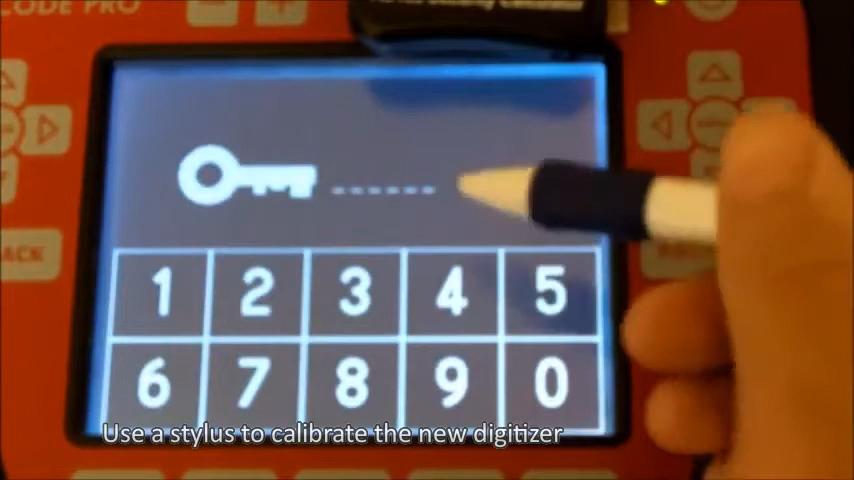 CODE PRO
1 2 3 4 5
6 7 8 9 0
ACK
Use a stylus to calibrate the new digitizer